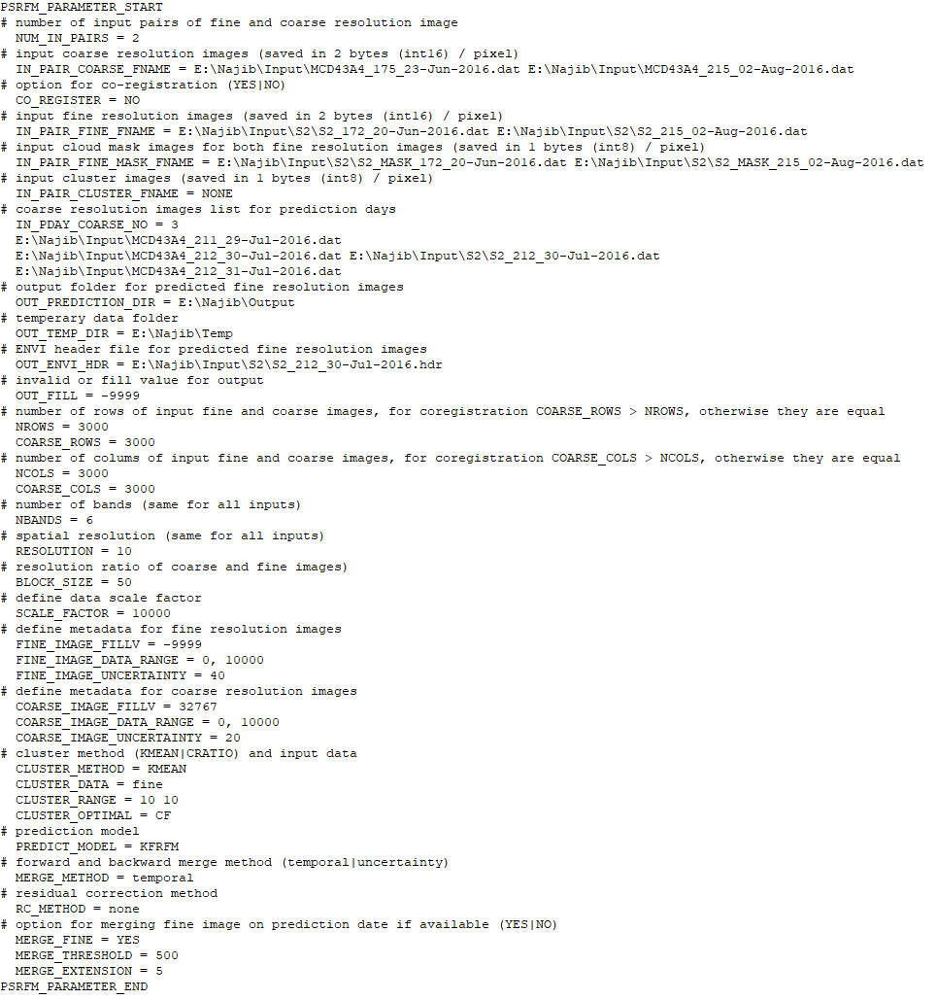 PSRFM_PARAMETER_START
# number of input pairs of fine and coarse resolution image
NUM_IN_PAIRS = 2
# input coarse resolution images (saved in 2 bytes (int16) / pixel)
IN_PAIR_COARSE_FNAME = E:\Najib\Input\MCD43A4_175_23-Jun-2016.dat E:\Najib\Input\MCD43A4_215_02-Aug-2016.dat
# option for co-registration (YES|NO)
CO_REGISTER = NO
# input fine resolution images (saved in 2 bytes (int16) / pixel)
IN_PAIR_FINE_FNAME = E:\Najib\Input\S2\S2_172_20-Jun-2016.dat E:\Najib\Input\S2\S2_215_02-Aug-2016.dat
# input cloud mask images for both fine resolution images (saved in 1 bytes (int8) / pixel)
IN_PAIR_FINE_MASK_FNAME = E:\Najib\Input\S2\S2_MASK_172_20-Jun-2016.dat E:\Najib\Input\S2\S2_MASK_215_02-Aug-2016.dat
# input cluster images (saved in 1 bytes (int8) / pixel)
IN_PAIR_CLUSTER_FNAME = NONE
# coarse resolution images list for prediction days
IN_PDAY_COARSE_NO = 3
E:\Najib\Input\MCD43A4_211_29-Jul-2016.dat
E:\Najib\Input\MCD43A4_212_30-Jul-2016.dat E:\Najib\Input\S2\S2_212_30-Jul-2016.dat
E:\Najib\Input\MCD43A4_212_31-Jul-2016.dat
# output folder for predicted fine resolution images
OUT_PREDICTION_DIR = E:\Najib\Output
# temperary data folder
OUT_TEMP_DIR = E:\Najib\Temp
# ENVI header file for predicted fine resolution images
OUT_ENVI_HDR = E:\Najib\Input\S2\S2_212_30-Jul-2016.hdr
# invalid or fill value for output
OUT_FILL = -9999
# number of rows of input fine and coarse images, for coregistration COARSE_ROWS > NROWS, otherwise they are equal
NROWS = 3000
COARSE_ROWS = 3000
# number of colums of input fine and coarse images, for coregistration COARSE_COLS > NCOLS, otherwise they are equal
NCOLS = 3000
COARSE_COLS = 3000
# number of bands (same for all inputs)
NBANDS = 6
# spatial resolution (same for all inputs)
RESOLUTION = 10
# resolution ratio of coarse and fine images)
BLOCK_SIZE = 50
# define data scale factor
SCALE_FACTOR = 10000
# define metadata for fine resolution images
FINE_IMAGE_FILLV = -9999
FINE_IMAGE_DATA_RANGE = 0, 10000
FINE_IMAGE_UNCERTAINTY = 40
# define metadata for coarse resolution images
COARSE_IMAGE_FILLV = 32767
COARSE_IMAGE_DATA_RANGE = 0, 10000
COARSE_IMAGE_UNCERTAINTY = 20
# cluster method (KMEAN|CRATIO) and input data
CLUSTER_METHOD = KMEAN
CLUSTER_DATA = fine
CLUSTER_RANGE = 10 10
CLUSTER_OPTIMAL = CF
# prediction model
PREDICT_MODEL = KFRFM
# forward and backward merge method (temporal|uncertainty)
MERGE_METHOD = temporal
# residual correction method
RC_METHOD = none
# option for merging fine image on prediction date if available (YES|NO)
MERGE_FINE = YES
MERGE_THRESHOLD = 500
MERGE_EXTENSION = 5
PSRFM_PARAMETER_END